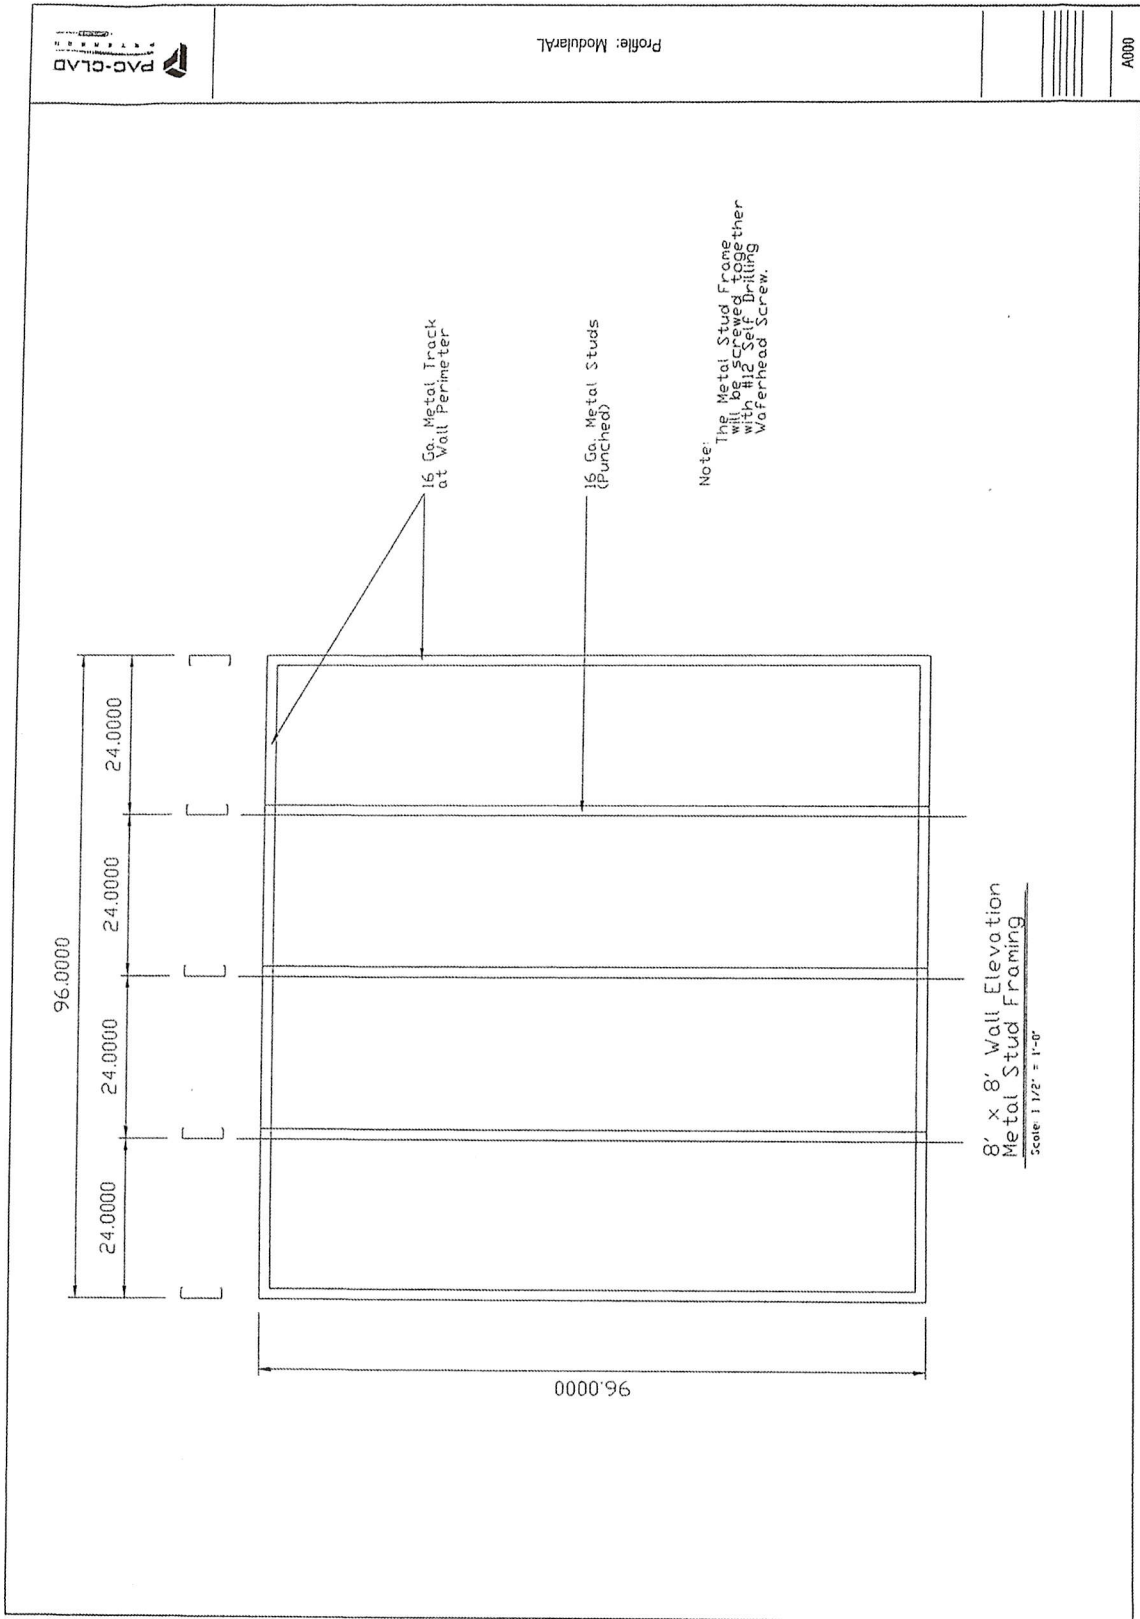 96.0000
24.0000
24.0000
24.0000
24.0000
96.0000
16 Ga. Metal Track
at Wall Perimeter
16 Ga. Metal Studs
(Punched)
Note:
The Metal Stud Frame
will be screwed together
with #12 Self Drilling
Waferhead Screw.
8' x 8' Wall Elevation
Metal Stud Framing
Scale: 1 1/2" = 1'-0"
PAC-CLAD
PETERSEN
Profile: ModularAL
A000